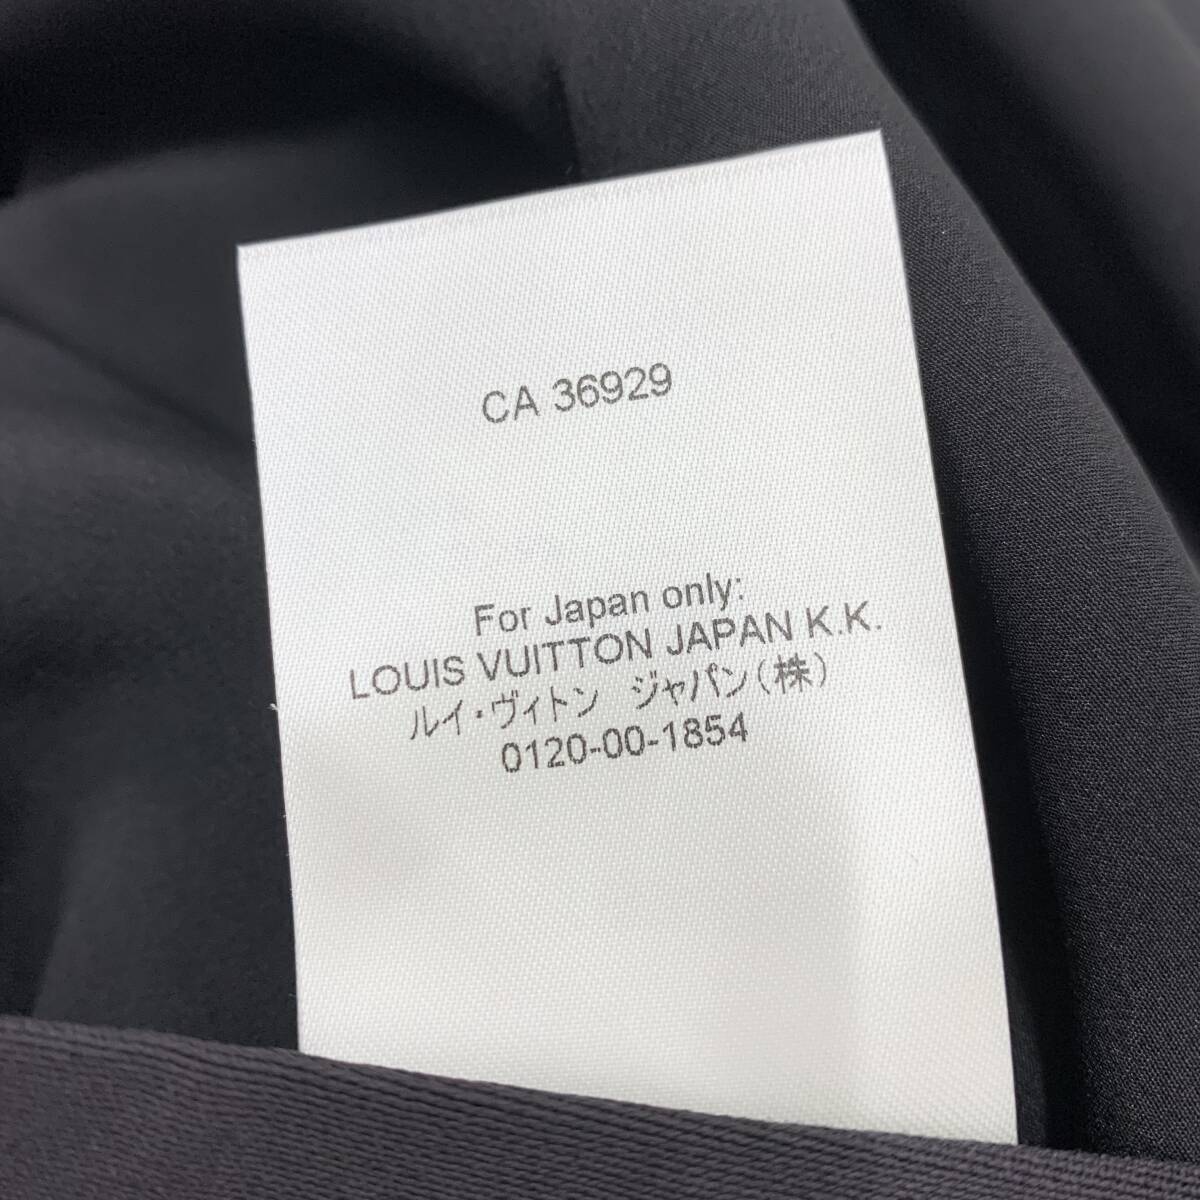 CA 36929
For Japan only:
LOUIS VUITTON JAPAN K.K.
ルイ・ヴィトン　ジャパン(株)
0120-00-1854